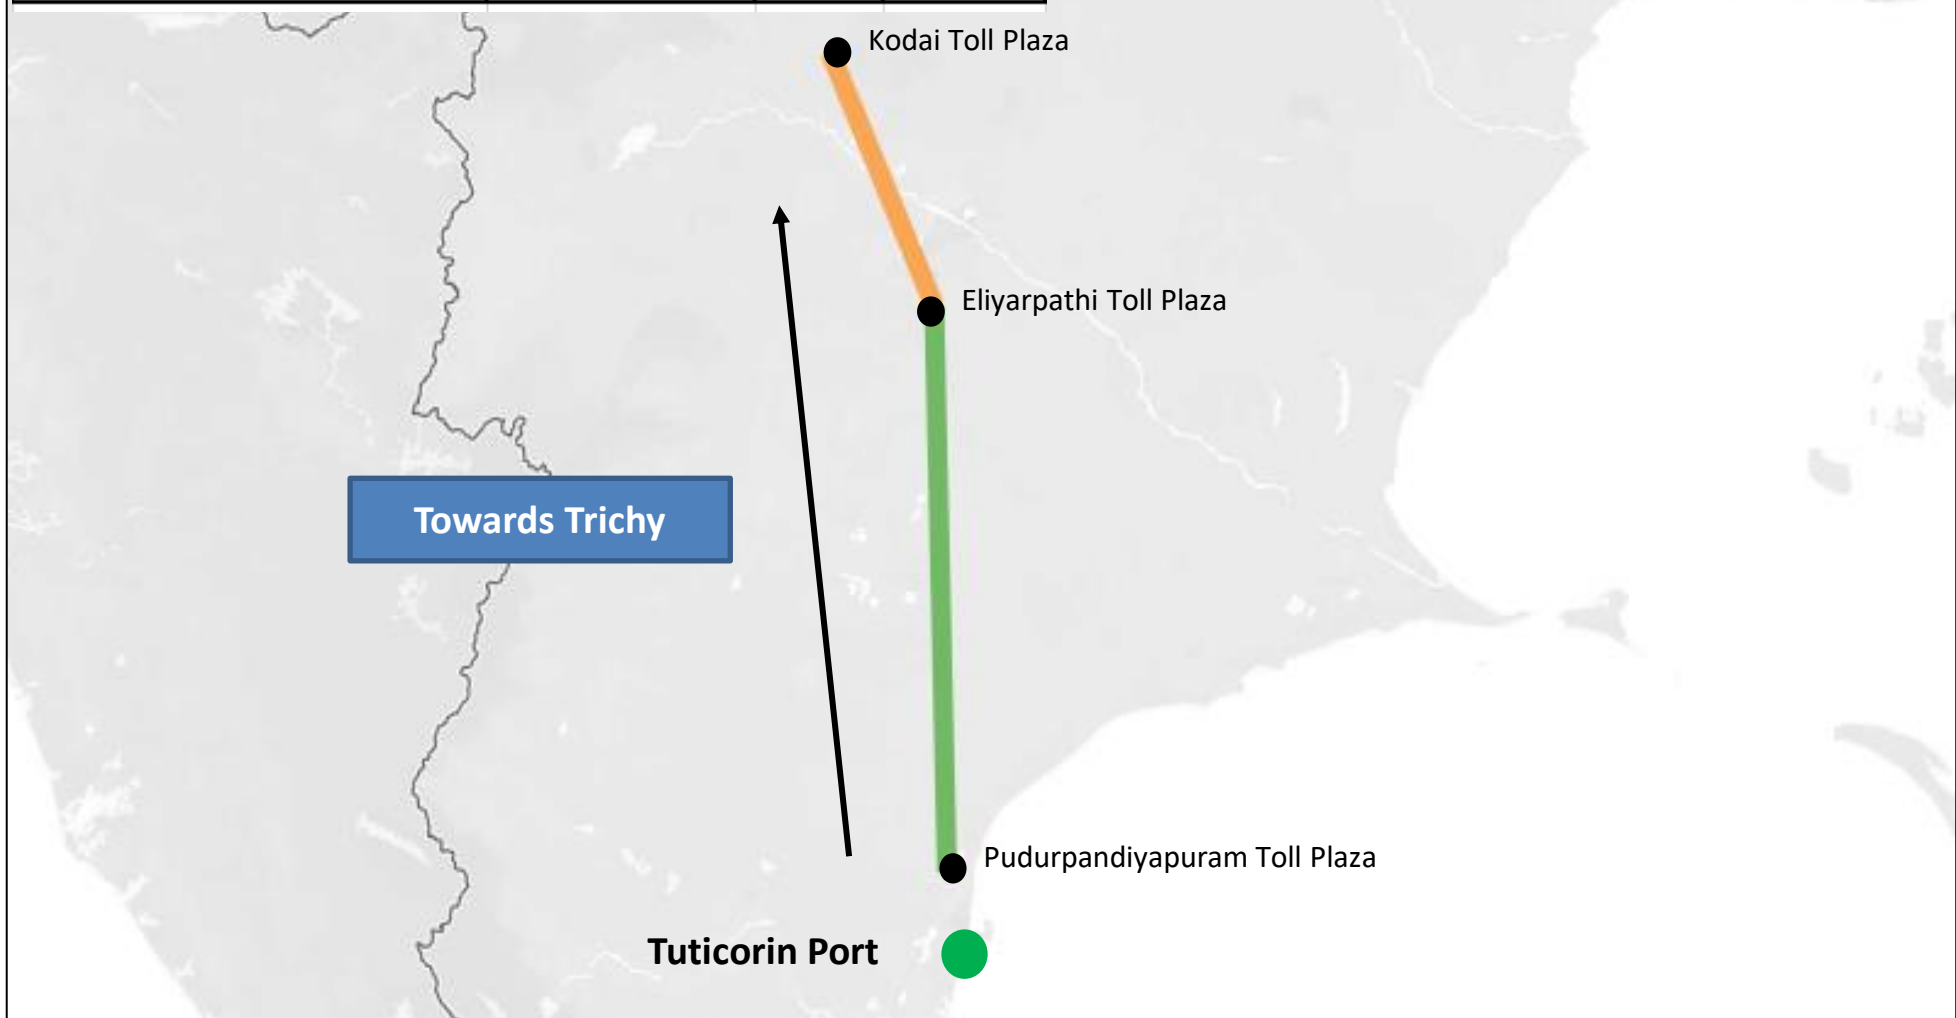 Kodai Toll Plaza
Eliyarpathi Toll Plaza
Towards Trichy
Pudurpandiyapuram Toll Plaza
Tuticorin Port